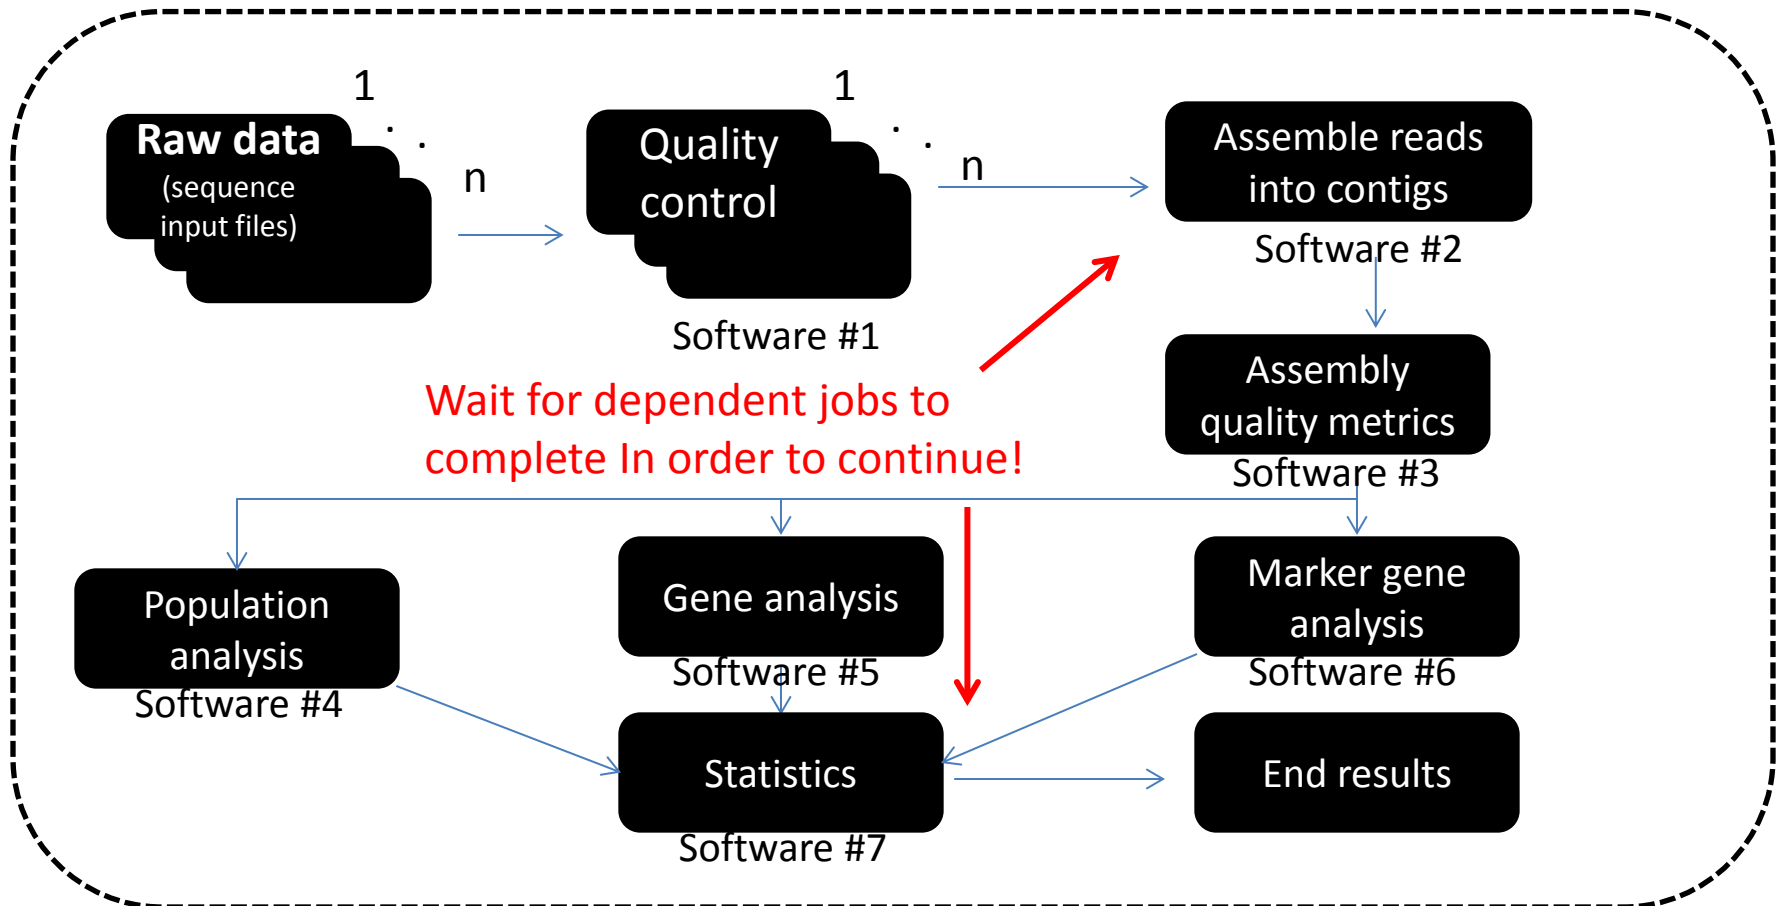 1
.
.
n
Raw data
(sequence
input files)
1
.
.
n
Quality
control
Software #1
Assemble reads
into contigs
Software #2
Wait for dependent jobs to
complete In order to continue!
Assembly
quality metrics
Software #3
Population
analysis
Software #4
Gene analysis
Software #5
Marker gene
analysis
Software #6
Statistics
Software #7
End results